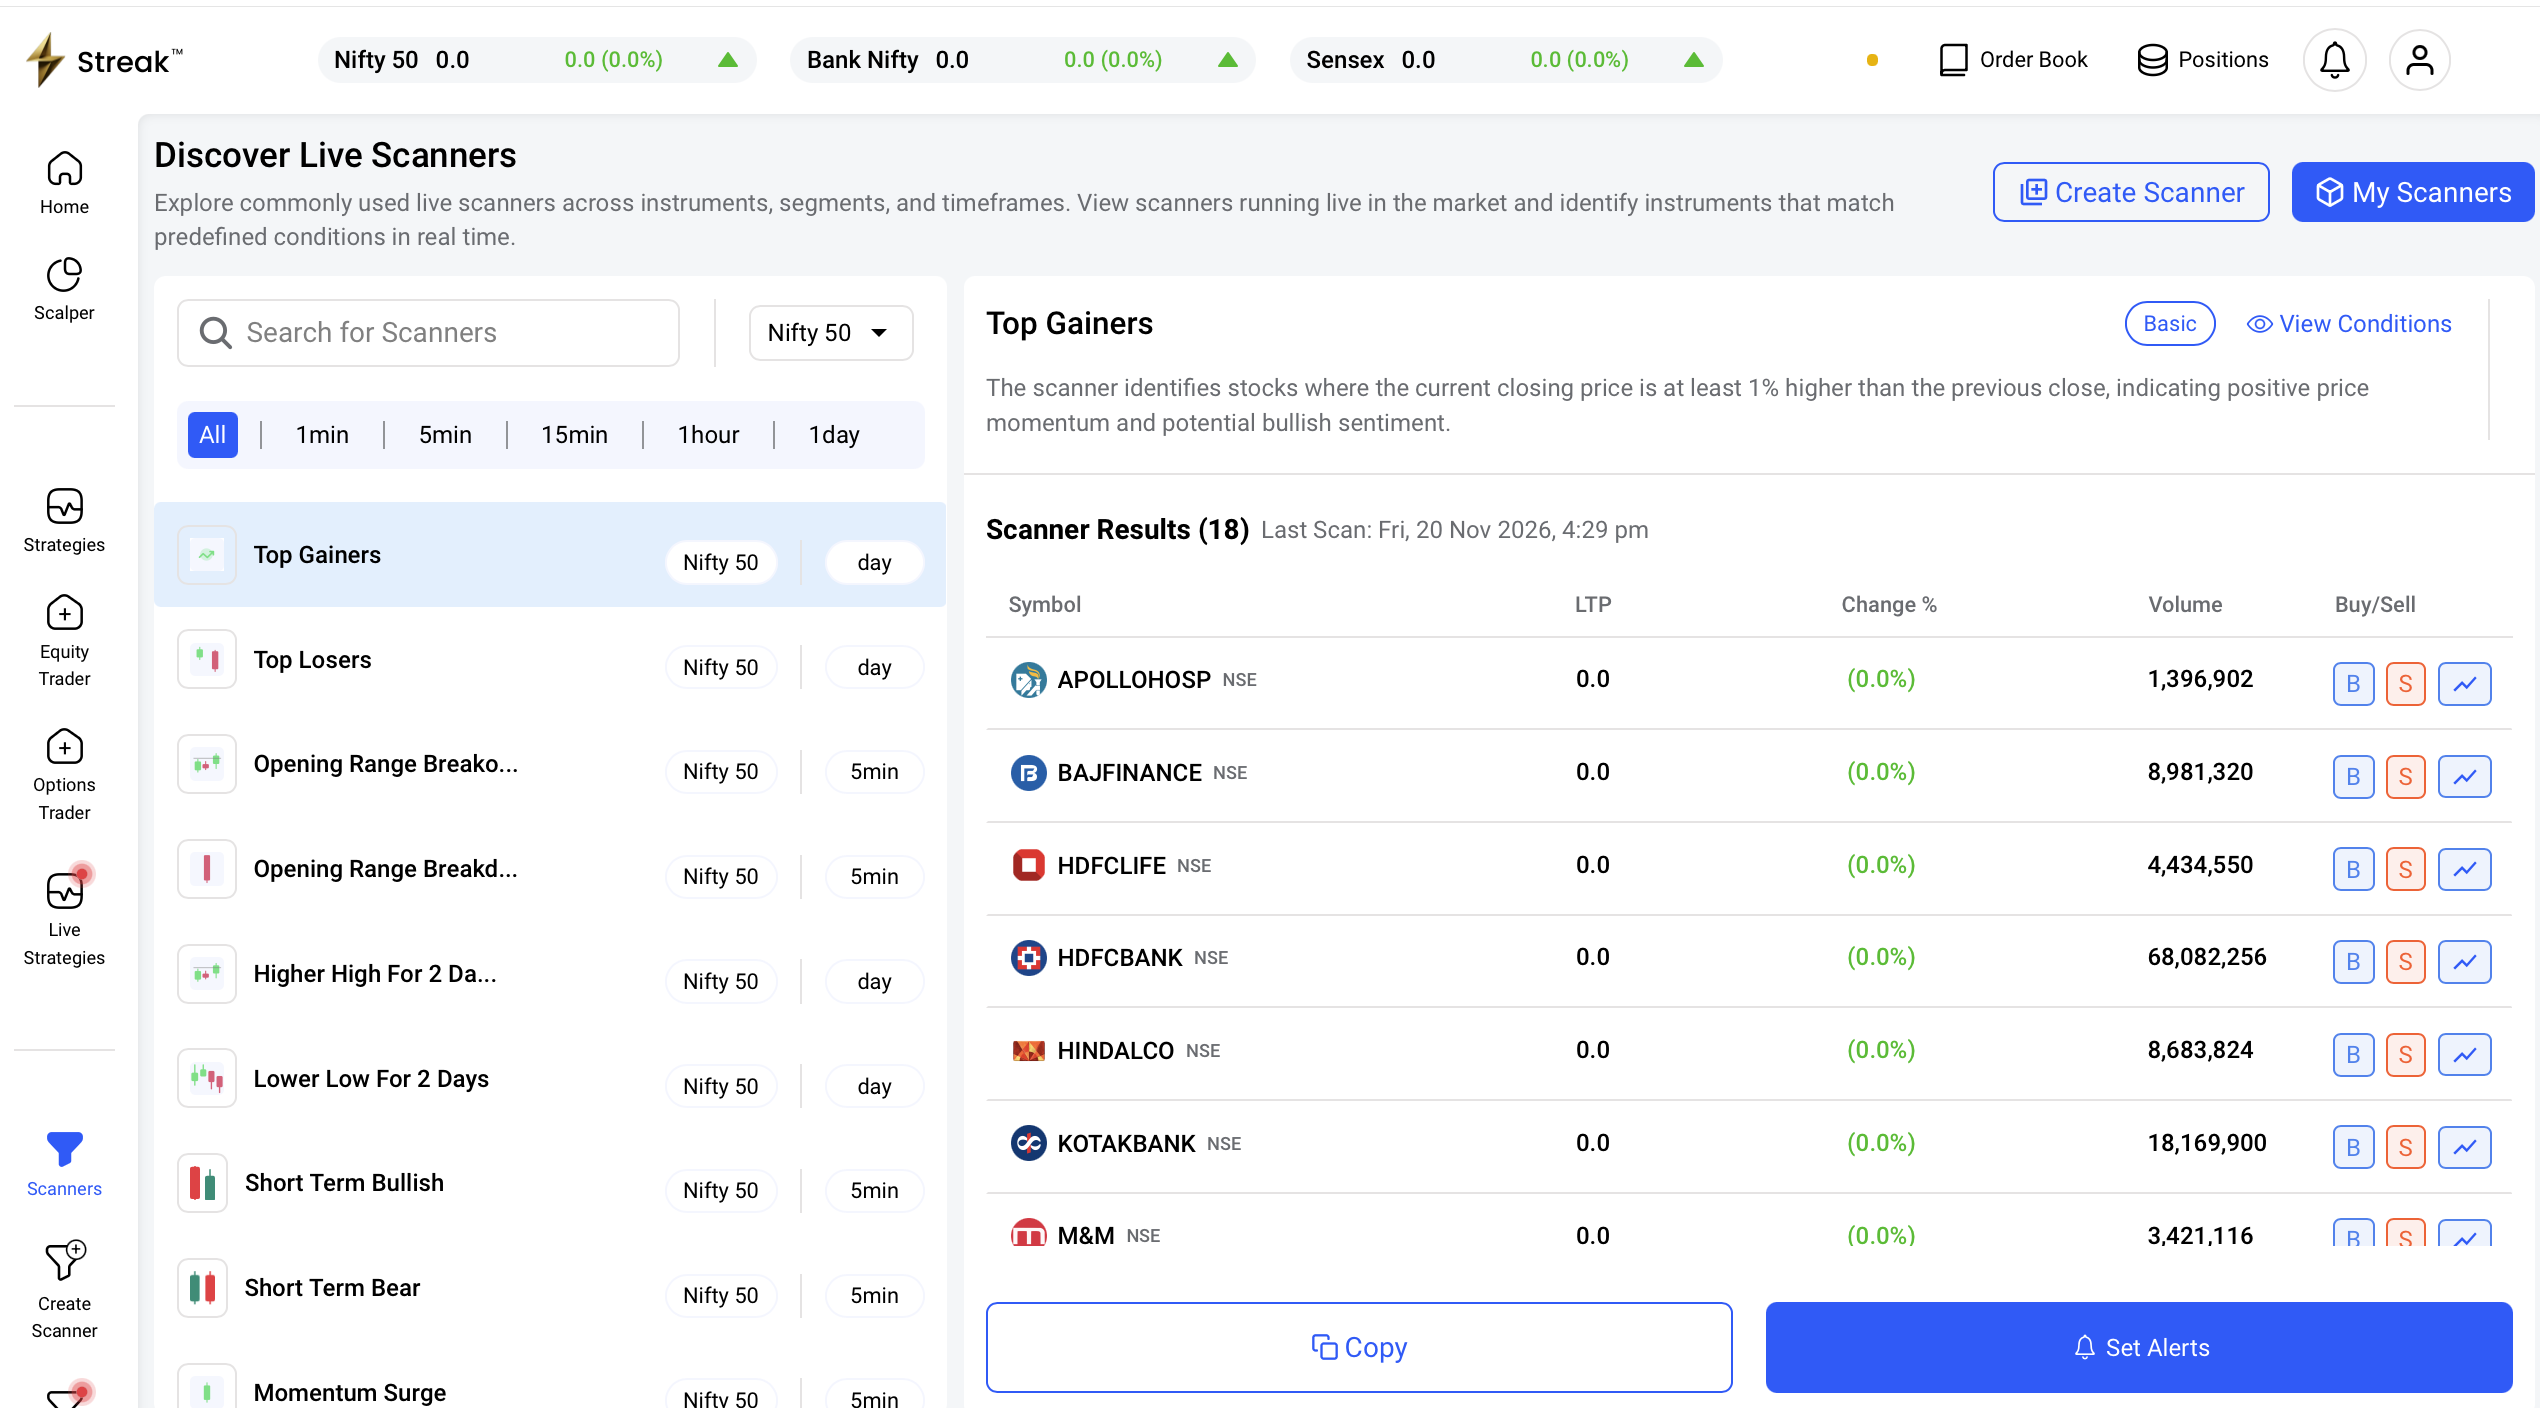 Streak™
Nifty 50 0.0 0.0 (0.0%)
Bank Nifty 0.0 0.0 (0.0%)
Sensex 0.0 0.0 (0.0%)
Order Book
Positions
Home
Scalper
Strategies
Equity
Trader
Options
Trader
Live
Strategies
Scanners
Create
Scanner
Discover Live Scanners
Explore commonly used live scanners across instruments, segments, and timeframes. View scanners running live in the market and identify instruments that match
predefined conditions in real time.
Create Scanner
My Scanners
Search for Scanners
Nifty 50
All 1min 5min 15min 1hour 1day
Top Gainers Nifty 50 day
Top Losers Nifty 50 day
Opening Range Breako... Nifty 50 5min
Opening Range Breakd... Nifty 50 5min
Higher High For 2 Da... Nifty 50 day
Lower Low For 2 Days Nifty 50 day
Short Term Bullish Nifty 50 5min
Short Term Bear Nifty 50 5min
Momentum Surge Nifty 50 5min
Top Gainers
Basic
View Conditions
The scanner identifies stocks where the current closing price is at least 1% higher than the previous close, indicating positive price
momentum and potential bullish sentiment.
Scanner Results (18) Last Scan: Fri, 20 Nov 2026, 4:29 pm
Symbol LTP Change % Volume Buy/Sell
APOLLOHOSP NSE 0.0 (0.0%) 1,396,902 B S
BAJFINANCE NSE 0.0 (0.0%) 8,981,320 B S
HDFCLIFE NSE 0.0 (0.0%) 4,434,550 B S
HDFCBANK NSE 0.0 (0.0%) 68,082,256 B S
HINDALCO NSE 0.0 (0.0%) 8,683,824 B S
KOTAKBANK NSE 0.0 (0.0%) 18,169,900 B S
M&M NSE 0.0 (0.0%) 3,421,116 B S
Copy
Set Alerts